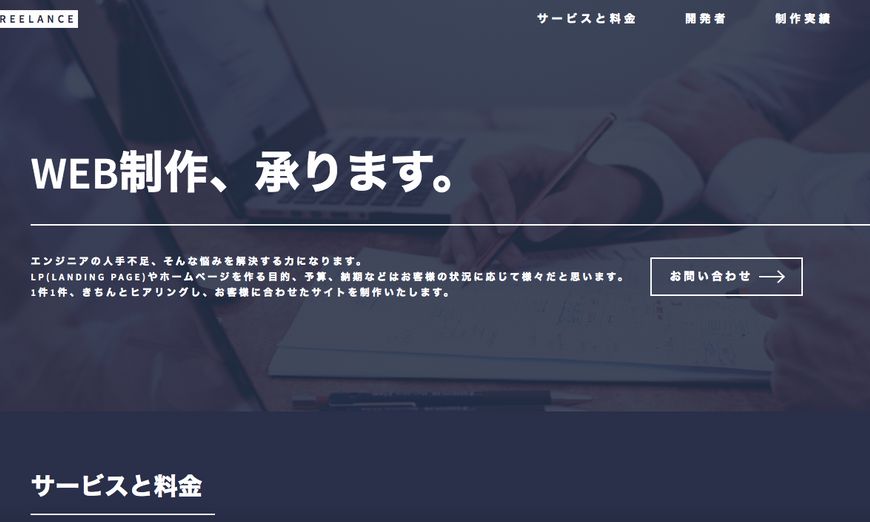 REELANCE
サービスと料金
開発者
制作実績
WEB制作、承ります。
エンジニアの人手不足、そんな悩みを解決する力になります。
LP(LANDING PAGE)やホームページを作る目的、予算、納期などはお客様の状況に応じて様々だと思います。
1件1件、きちんとヒアリングし、お客様に合わせたサイトを制作いたします。
お問い合わせ
サービスと料金